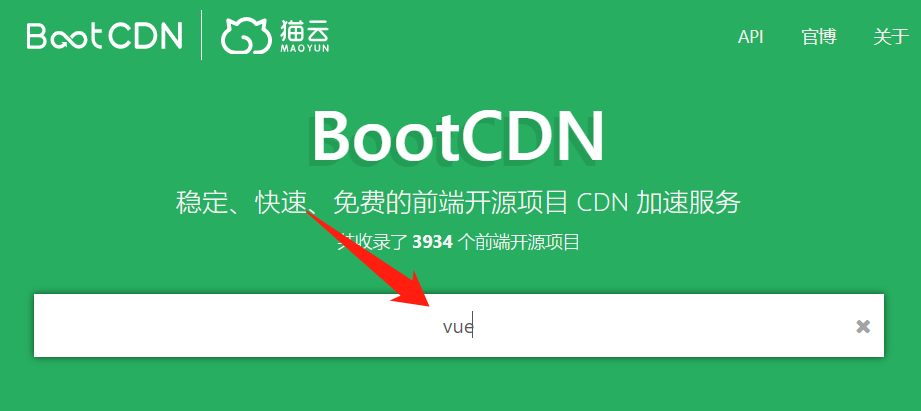 BootCDN 猫云 MAOYUN API 官博 关于
BootCDN
稳定、快速、免费的前端开源项目 CDN 加速服务
共收录了 3934 个前端开源项目
vue